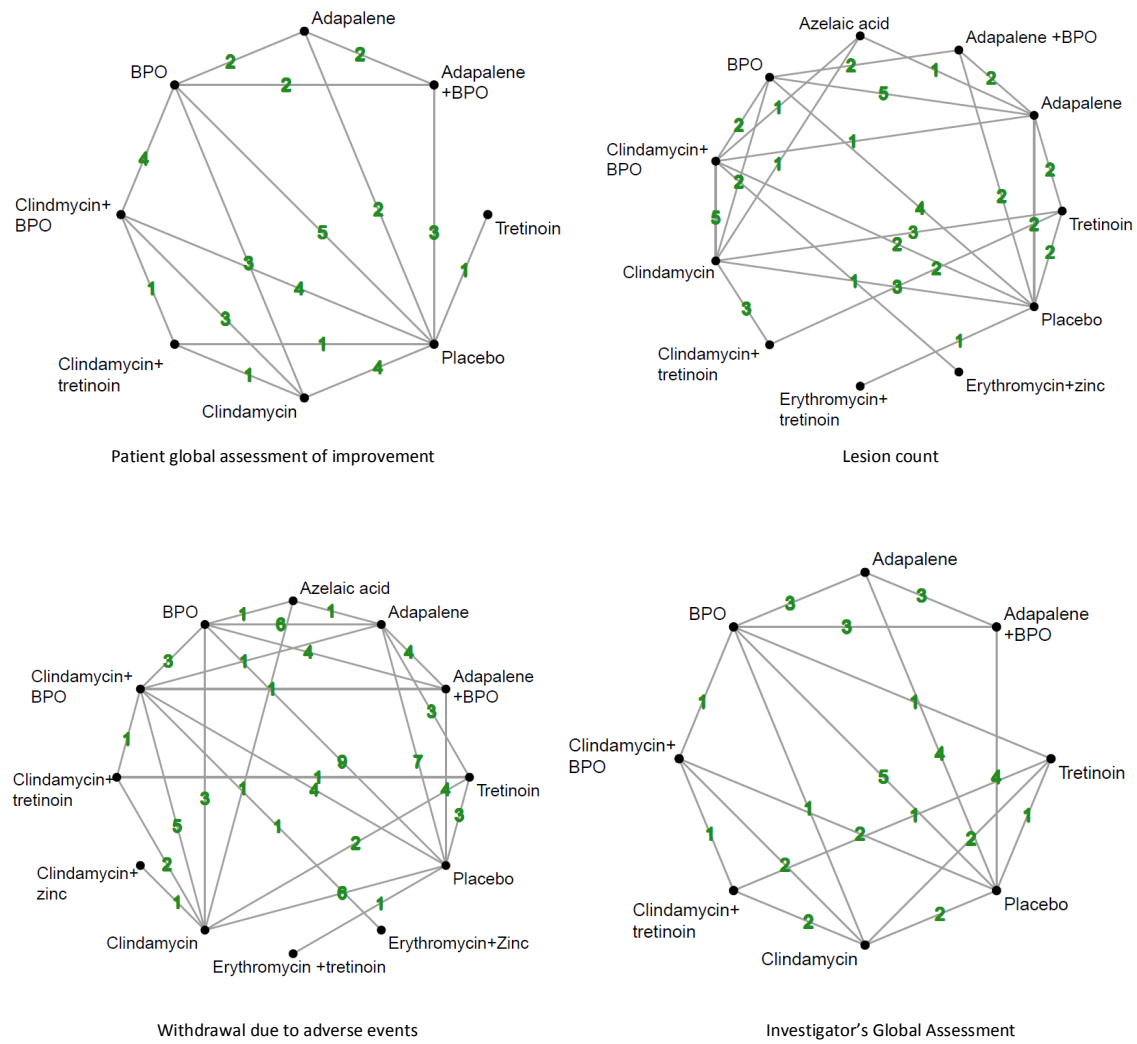 Adapalene
2
2
BPO
Adapalene
+BPO
2
4
Clindmycin+
BPO
2
5
3
Tretinoin
3
4
1
1
3
1
Placebo
Clindamycin+
tretinoin
1
4
Clindamycin
Patient global assessment of improvement
Azelaic acid
Adapalene +BPO
BPO
2
1
2
5
1
Adapalene
2
Clindamycin+
BPO
1
1
2
2
2
5
4
3
2
2
Tretinoin
Clindamycin
2
2
1
3
3
1
Placebo
Clindamycin+
tretinoin
Erythromycin+zinc
Erythromycin+
tretinoin
Lesion count
Azelaic acid
BPO
1
1
Adapalene
6
3
1
4
4
Clindamycin+
BPO
1
Adapalene
+BPO
3
1
9
7
Clindamycin+
tretinoin
1
Tretinoin
3
1
4
4
3
5
1
2
2
Clindamycin+
zinc
1
Placebo
6
1
Clindamycin
Erythromycin+Zinc
Erythromycin +tretinoin
Withdrawal due to adverse events
Adapalene
3
3
BPO
3
Adapalene
+BPO
1
1
Clindamycin+
BPO
4
Tretinoin
5
4
1
1
1
1
2
2
2
Placebo
Clindamycin+
tretinoin
2
2
Clindamycin
Investigator's Global Assessment